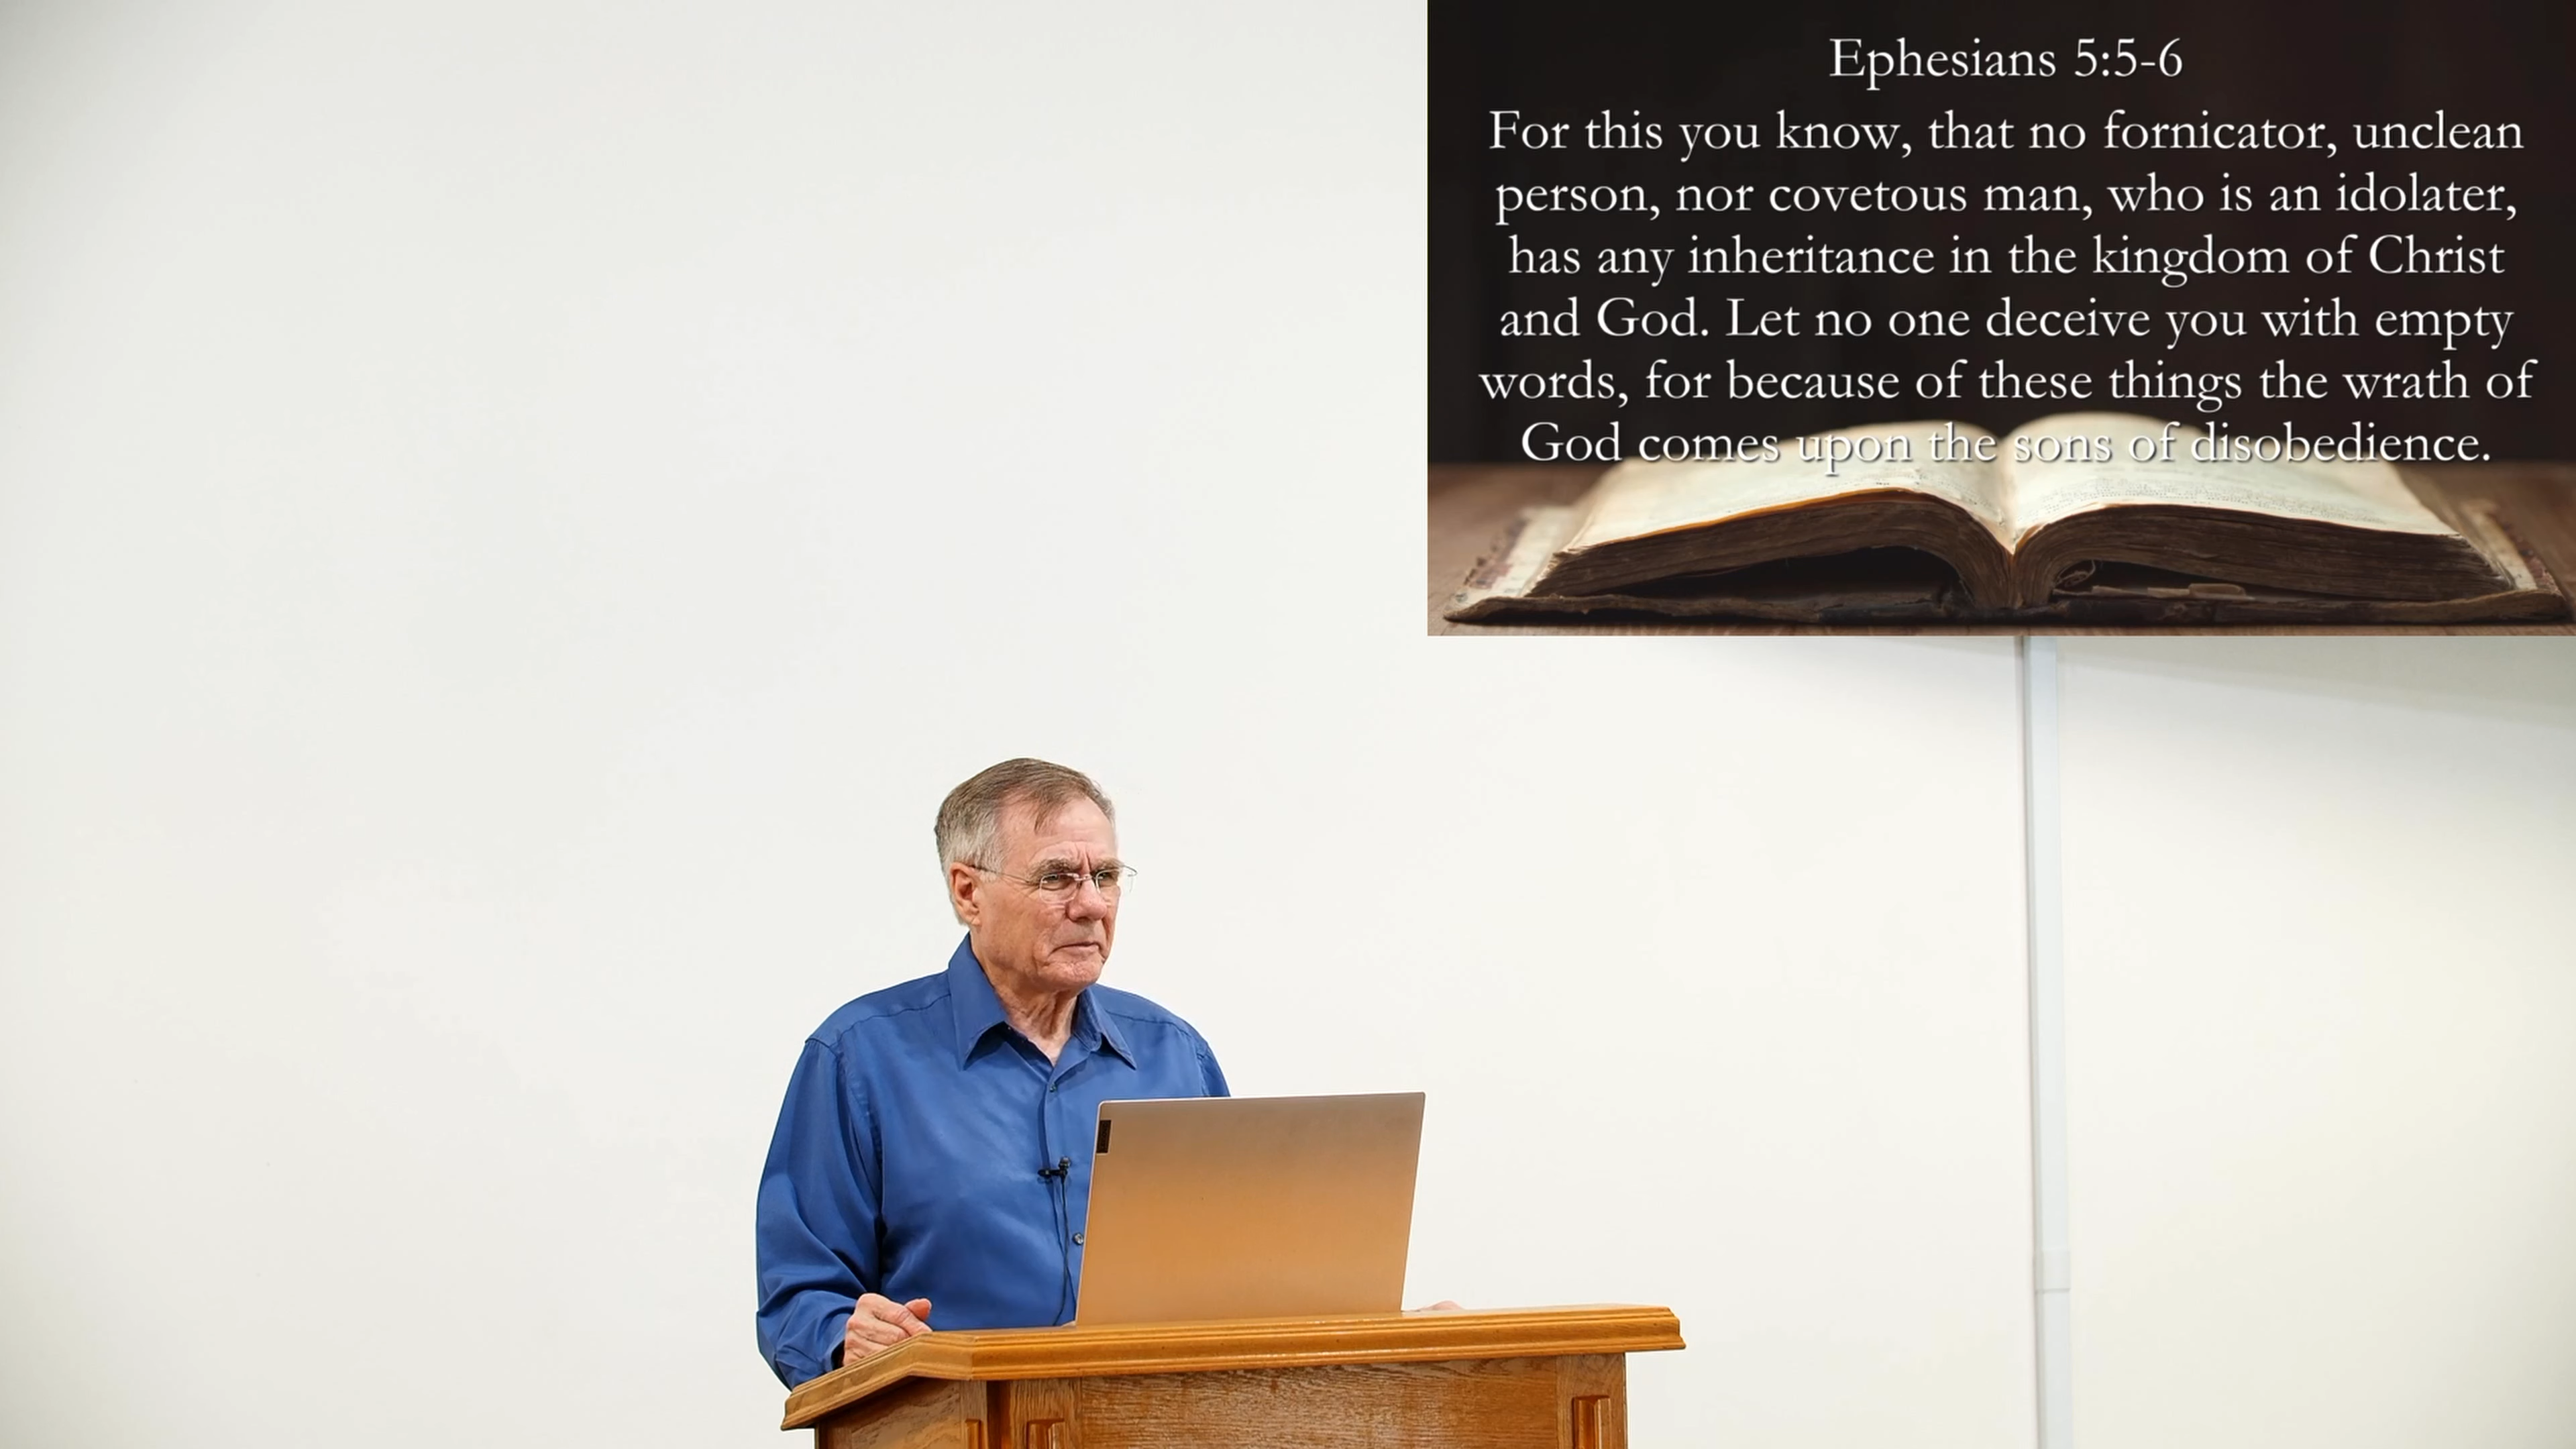 Ephesians 5:5-6
For this you know, that no fornicator, unclean
person, nor covetous man, who is an idolater,
has any inheritance in the kingdom of Christ
and God. Let no one deceive you with empty
words, for because of these things the wrath of
God comes upon the sons of disobedience.